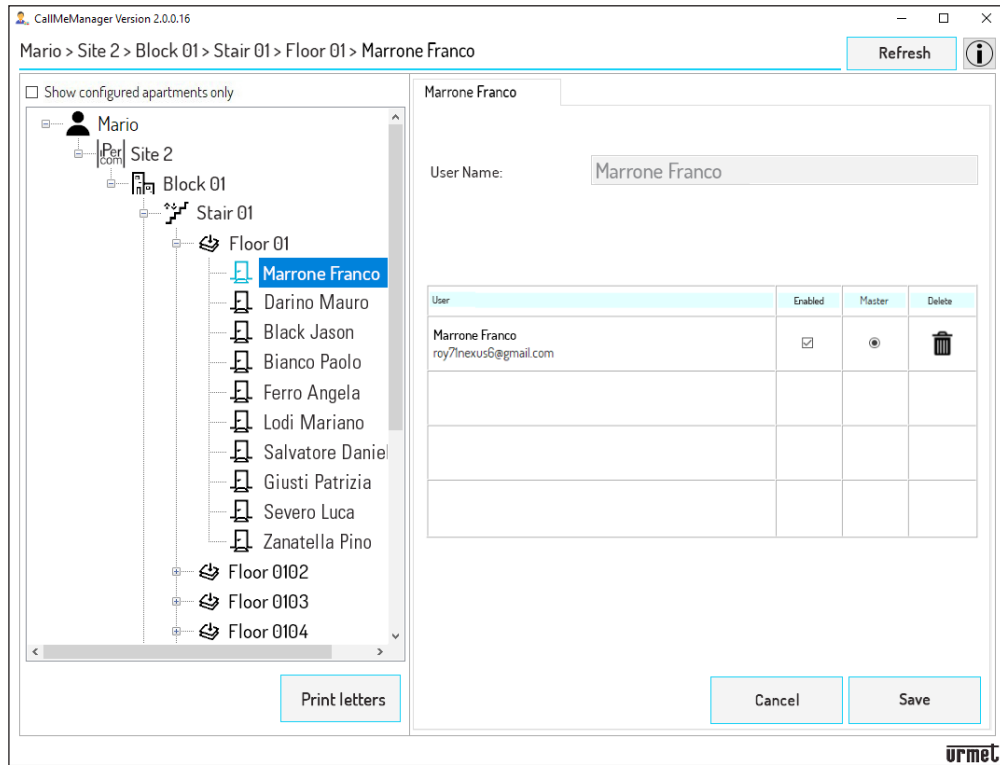 CallMeManager Version 2.0.0.16
Mario > Site 2 > Block 01 > Stair 01 > Floor 01 > Marrone Franco
Refresh
i
Show configured apartments only
Mario
iPer
com
Site 2
Block 01
Stair 01
Floor 01
Marrone Franco
Darino Mauro
Black Jason
Bianco Paolo
Ferro Angela
Lodi Mariano
Salvatore Daniel
Giusti Patrizia
Severo Luca
Zanatella Pino
Floor 0102
Floor 0103
Floor 0104
Print letters
Marrone Franco
User Name: Marrone Franco
User Enabled Master Delete
Marrone Franco
roy71nexus6@gmail.com
Cancel
Save
urmet